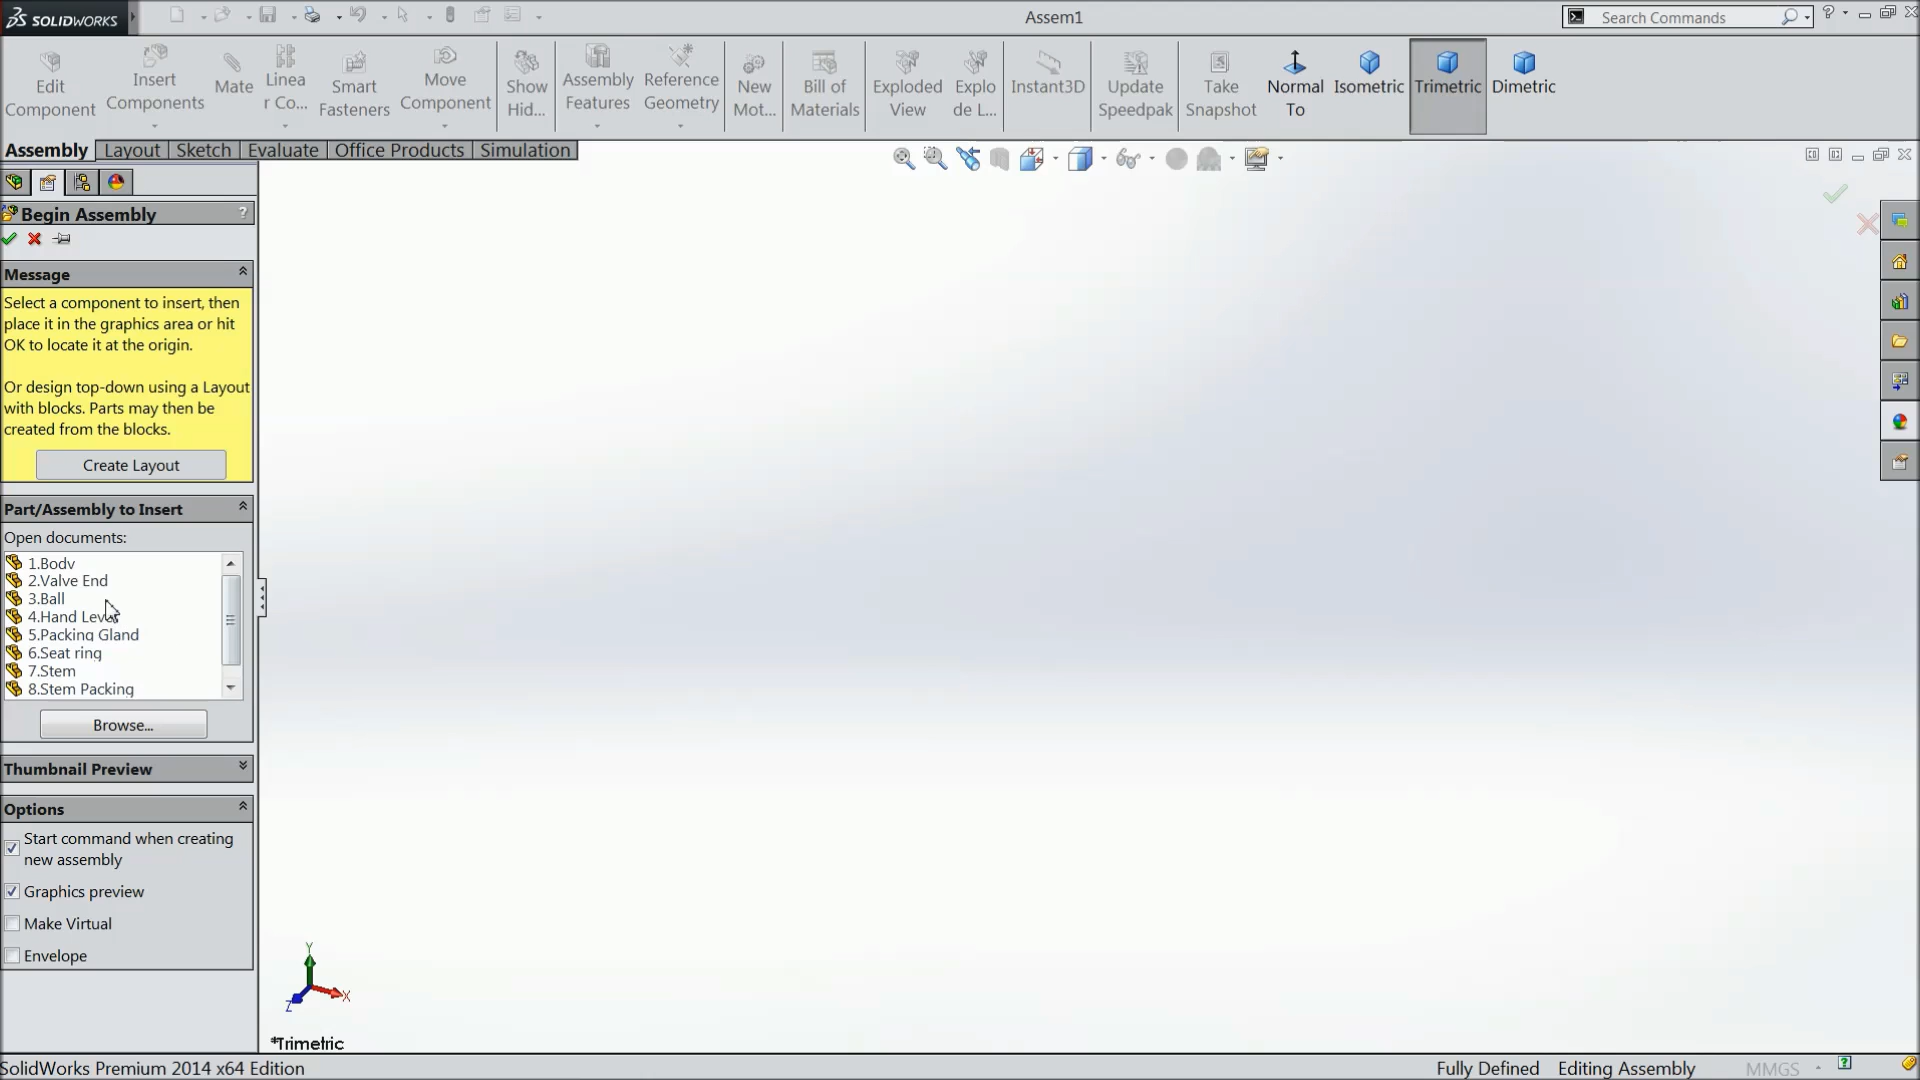 SOLIDWORKS
Assem1
Search Commands
Edit
Component
Insert
Components
Mate
Linea
r Co...
Smart
Fasteners
Move
Component
Show
Hid...
Assembly
Features
Reference
Geometry
New
Mot...
Bill of
Materials
Exploded
View
Explo
de L...
Instant3D
Update
Speedpak
Take
Snapshot
Normal
To
Isometric
Trimetric
Dimetric
Assembly
Layout
Sketch
Evaluate
Office Products
Simulation
Begin Assembly
?
Message
Select a component to insert, then
place it in the graphics area or hit
OK to locate it at the origin.
Or design top-down using a Layout
with blocks. Parts may then be
created from the blocks.
Create Layout
Part/Assembly to Insert
Open documents:
1.Body
2.Valve End
3.Ball
4.Hand Lever
5.Packing Gland
6.Seat ring
7.Stem
8.Stem Packing
Browse...
Thumbnail Preview
Options
Start command when creating
new assembly
Graphics preview
Make Virtual
Envelope
Y
X
Z
*Trimetric
SolidWorks Premium 2014 x64 Edition
Fully Defined
Editing Assembly
MMGS